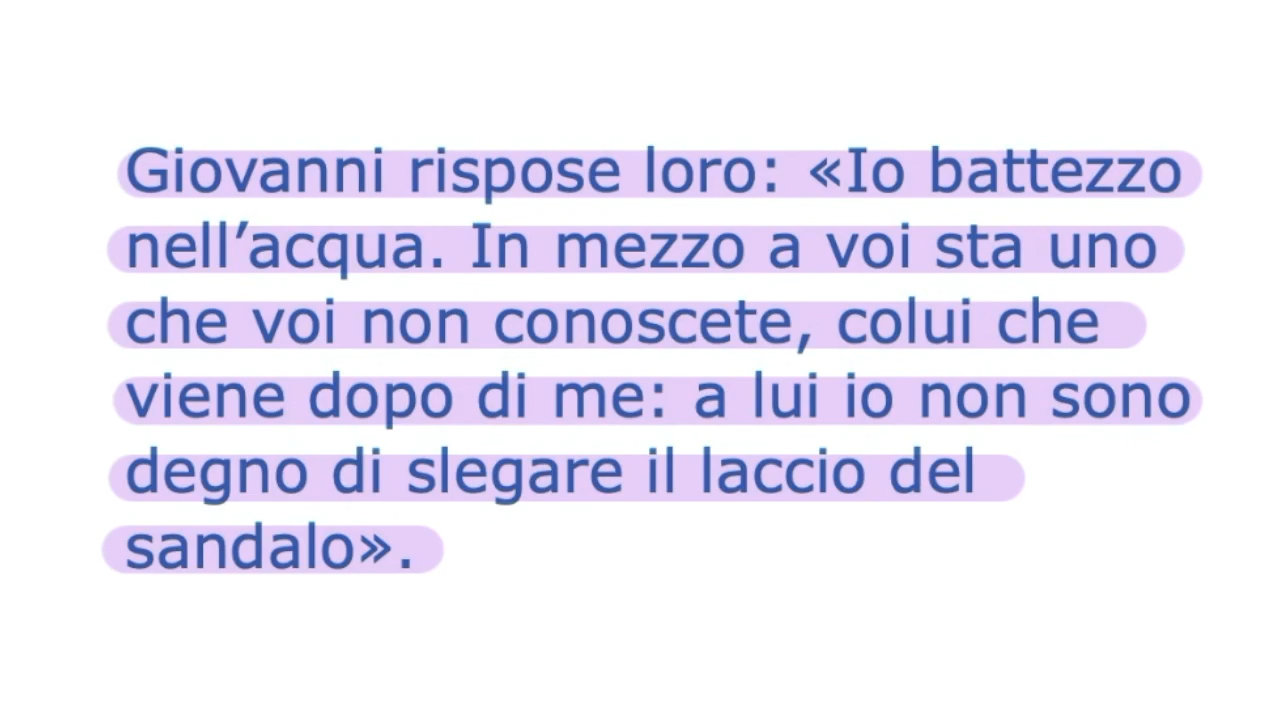 Giovanni rispose loro: «Io battezzo
nell’acqua. In mezzo a voi sta uno
che voi non conoscete, colui che
viene dopo di me: a lui io non sono
degno di slegare il laccio del
sandalo».